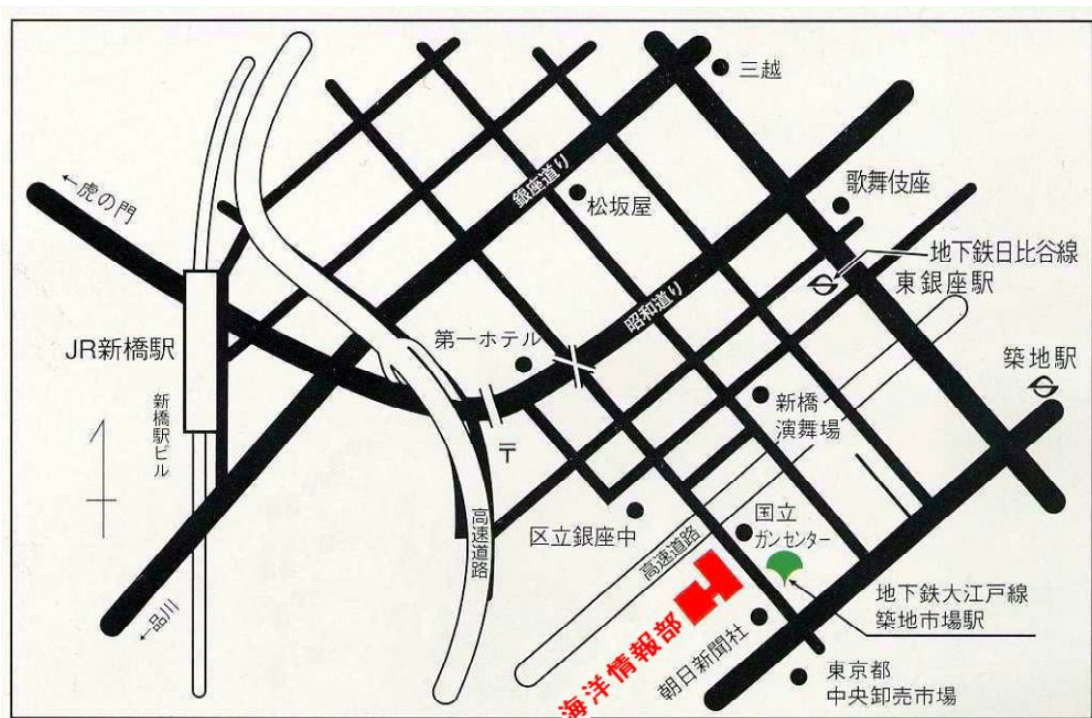 三越
歌舞伎座
←虎の門
銀座通り
松坂屋
地下鉄日比谷線
東銀座駅
昭和通り
第一ホテル
JR新橋駅
築地駅
新橋駅ビル
新橋
演舞場
〒
区立銀座中
国立
ガンセンター
高速道路
高速道路
地下鉄大江戸線
築地市場駅
←品川
海洋情報部
朝日新聞社
東京都
中央卸売市場